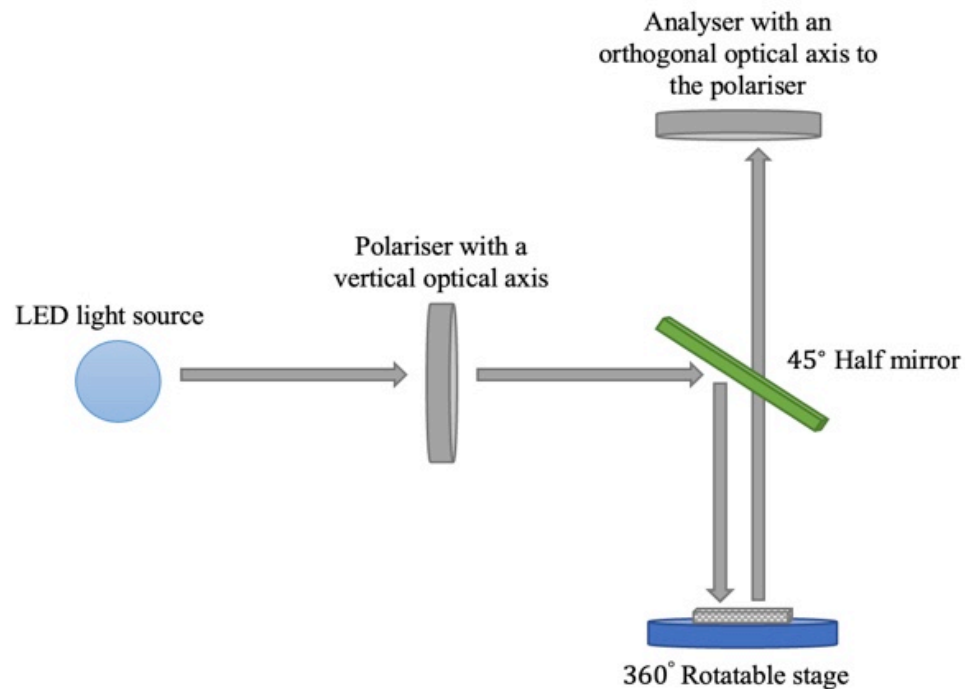 Analyser with an
orthogonal optical axis to
the polariser
Polariser with a
vertical optical axis
LED light source
45° Half mirror
360° Rotatable stage